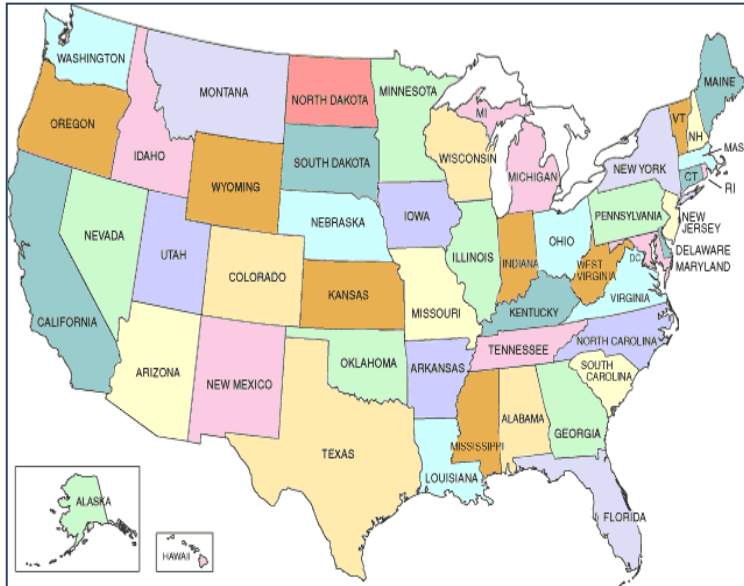 WASHINGTON
MONTANA
NORTH DAKOTA
MINNESOTA
MAINE
OREGON
IDAHO
SOUTH DAKOTA
WISCONSIN
MI
MICHIGAN
VT
NH
MAS
NEW YORK
CT
RI
WYOMING
NEBRASKA
IOWA
PENNSYLVANIA
NEW
JERSEY
NEVADA
UTAH
COLORADO
ILLINOIS
INDIANA
OHIO
DC
DELAWARE
MARYLAND
WEST
VIRGINIA
VIRGINIA
CALIFORNIA
KANSAS
MISSOURI
KENTUCKY
NORTH CAROLINA
TENNESSEE
ARIZONA
NEW MEXICO
OKLAHOMA
ARKANSAS
SOUTH
CAROLINA
TEXAS
MISSISSIPPI
ALABAMA
GEORGIA
LOUISIANA
FLORIDA
ALASKA
HAWAII